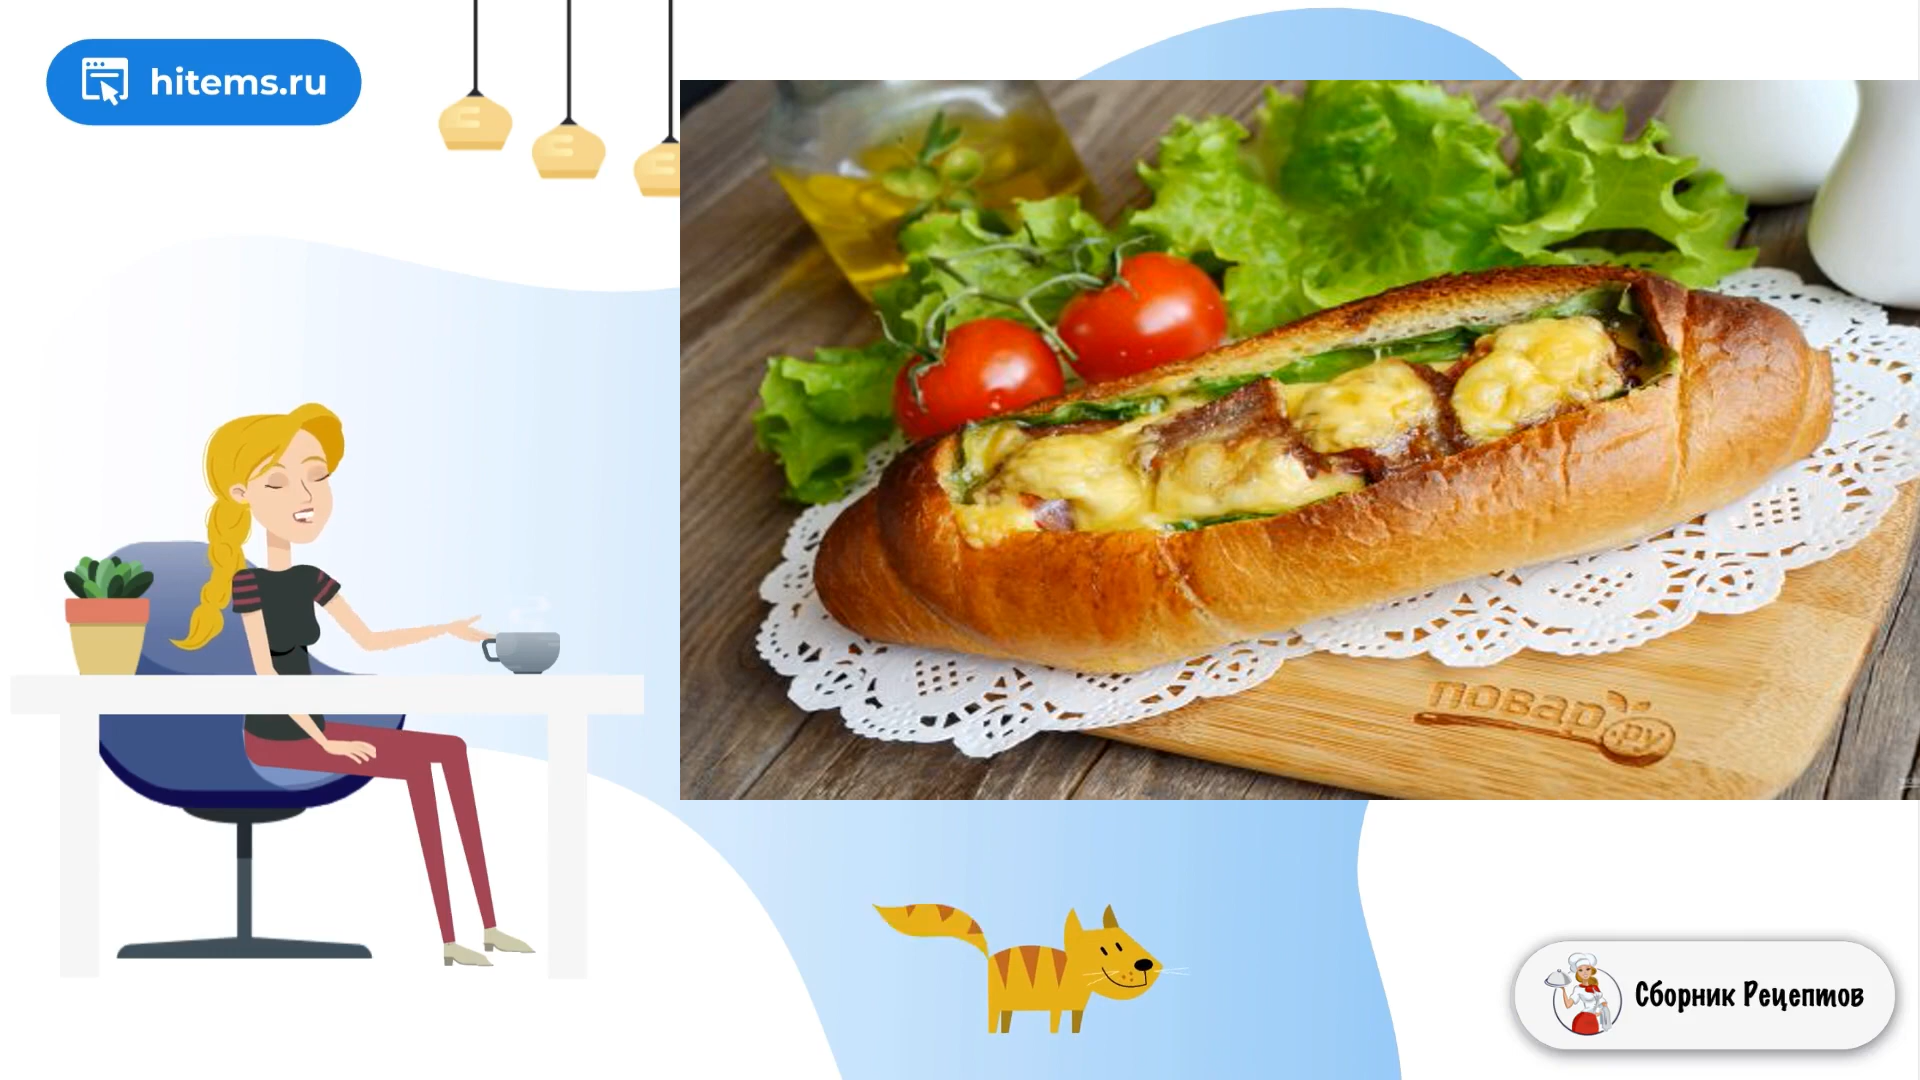 hitems.ru
повар.ру
Сборник Рецептов